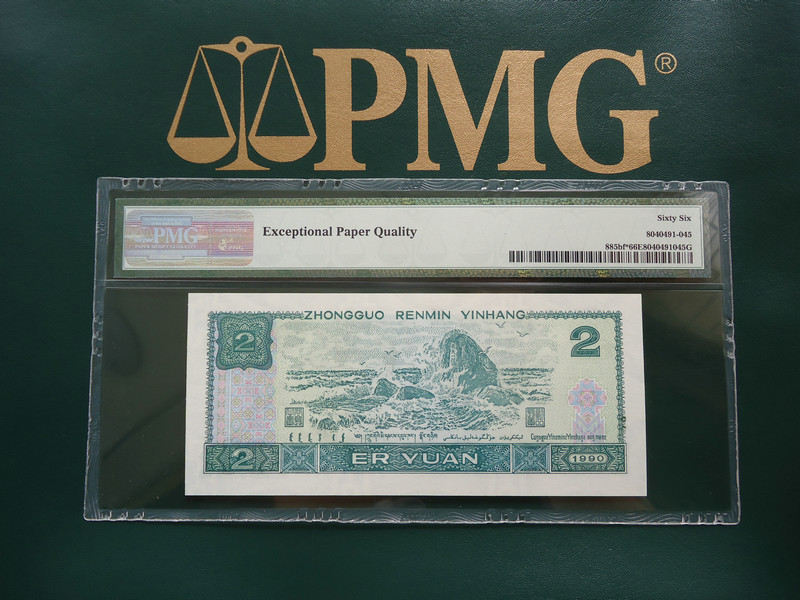 PMG®
PMG
Exceptional Paper Quality
Sixty Six
8040491-045
885bf*66E8040491045G
ZHONGGUO RENMIN YINHANG
2
2
2
ER YUAN
1990